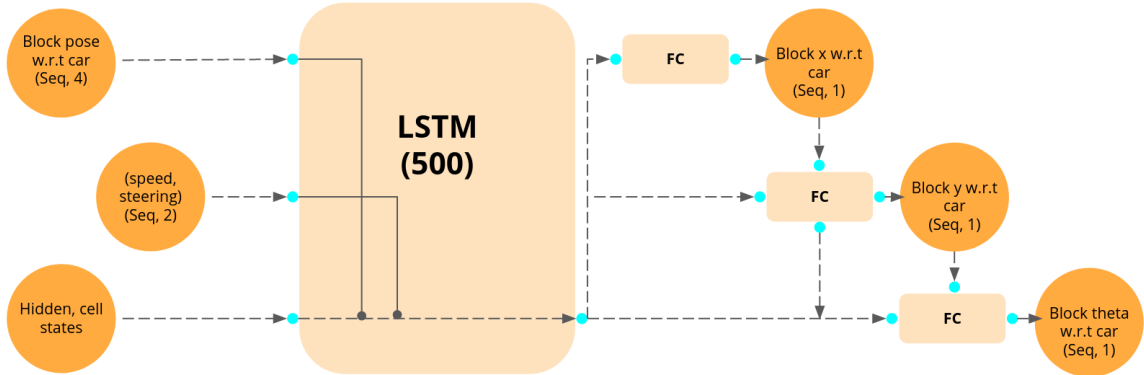 Block pose
w.r.t car
(Seq, 4)
(speed,
steering)
(Seq, 2)
Hidden, cell
states
LSTM
(500)
FC
Block x w.r.t
car
(Seq, 1)
FC
Block y w.r.t
car
(Seq, 1)
FC
Block theta
w.r.t car
(Seq, 1)